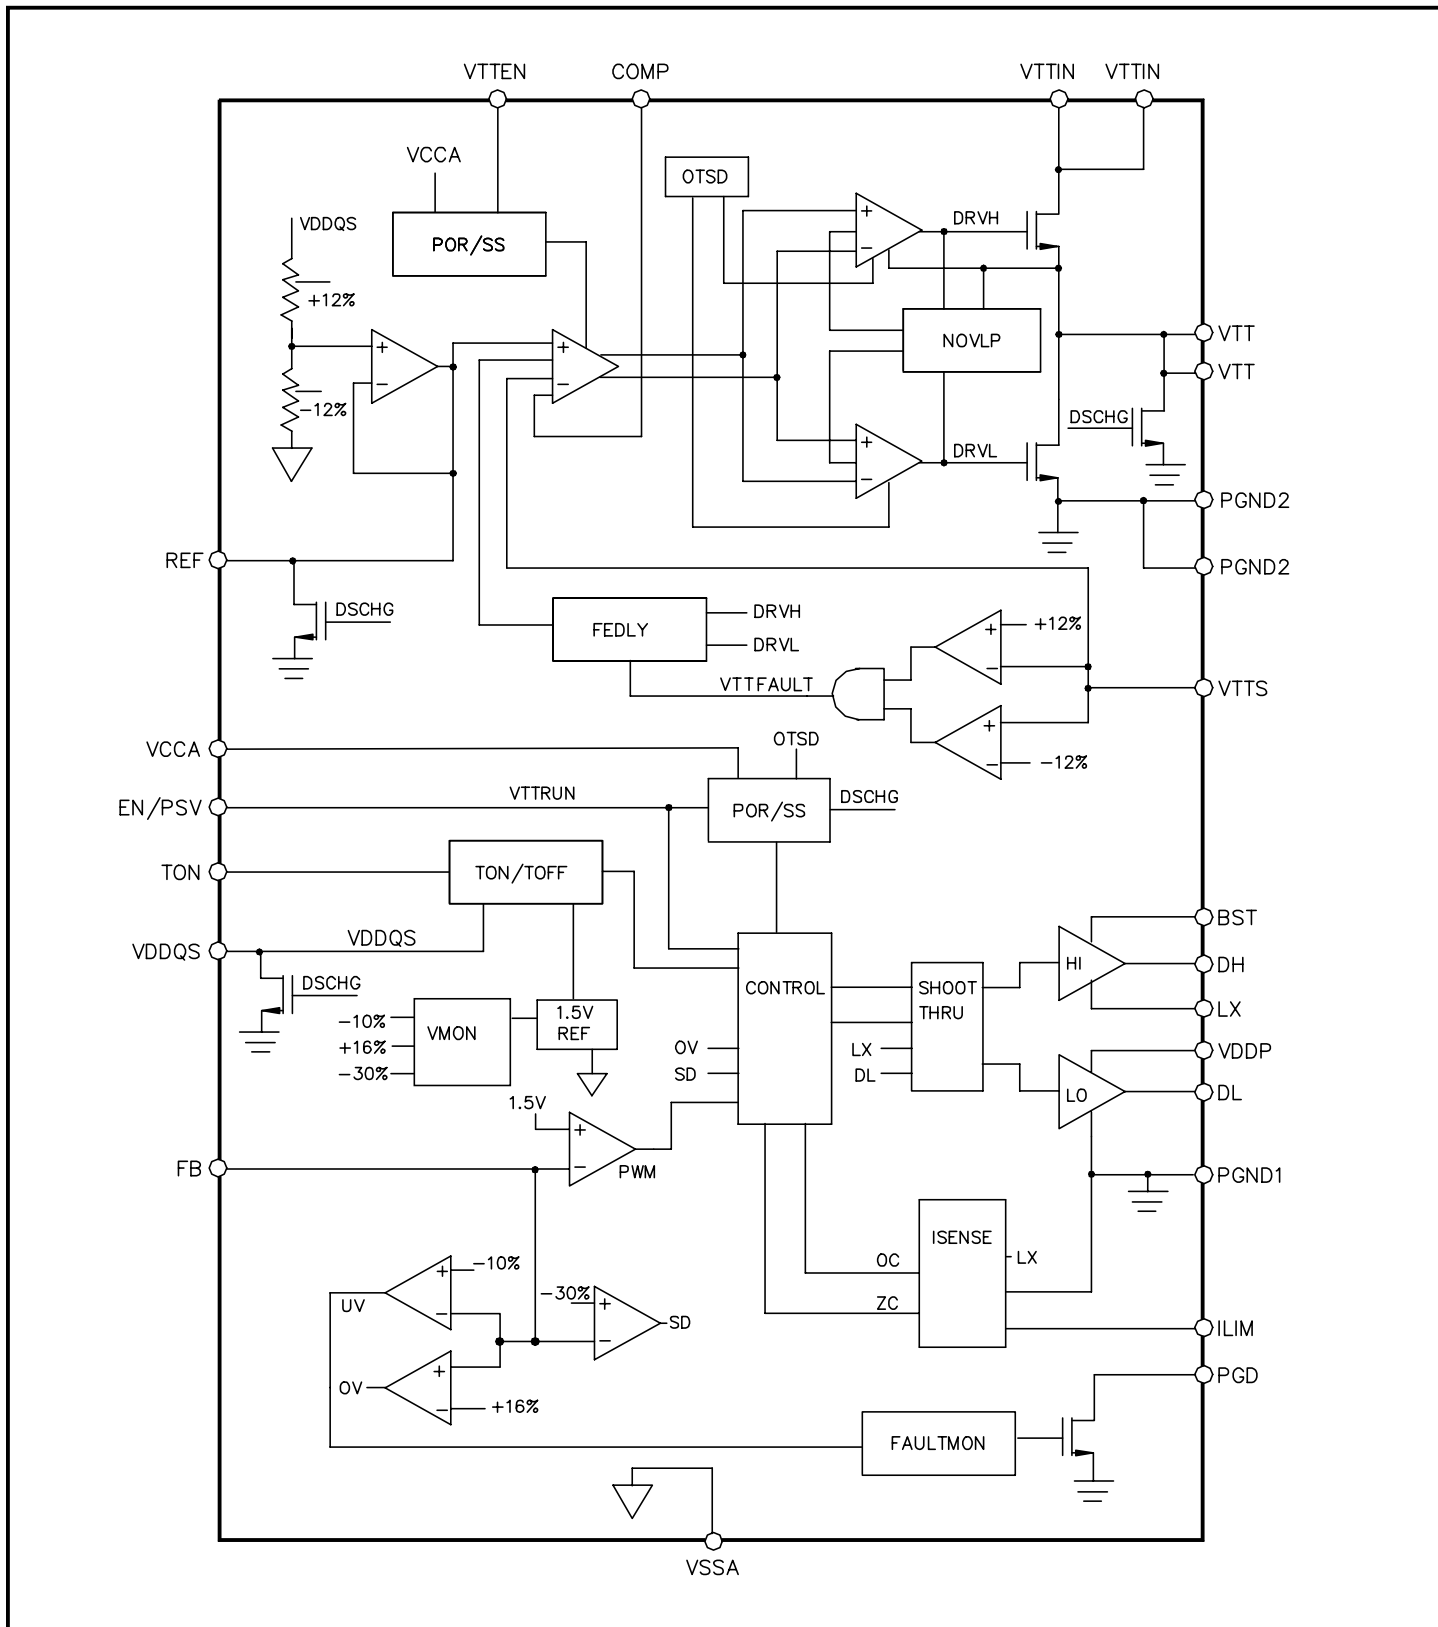 VTTEN
COMP
VTTIN
VTTIN
VCCA
OTSD
VDDQS
POR/SS
DRVH
+12%
NOVLP
VTT
VTT
-12%
DSCHG
DRVL
PGND2
REF
PGND2
DSCHG
FEDLY
DRVH
DRVL
+12%
VTTFAULT
VTTS
VCCA
OTSD
-12%
EN/PSV
VTTRUN
POR/SS
DSCHG
TON
TON/TOFF
BST
VDDQS
VDDQS
HI
DH
DSCHG
CONTROL
SHOOT
THRU
LX
-10%
+16%
-30%
VMON
1.5V
REF
OV
SD
LX
DL
VDDP
LO
DL
1.5V
FB
PWM
PGND1
ISENSE
LX
OC
-10%
UV
-30%
ZC
SD
ILIM
OV
+16%
PGD
FAULTMON
VSSA